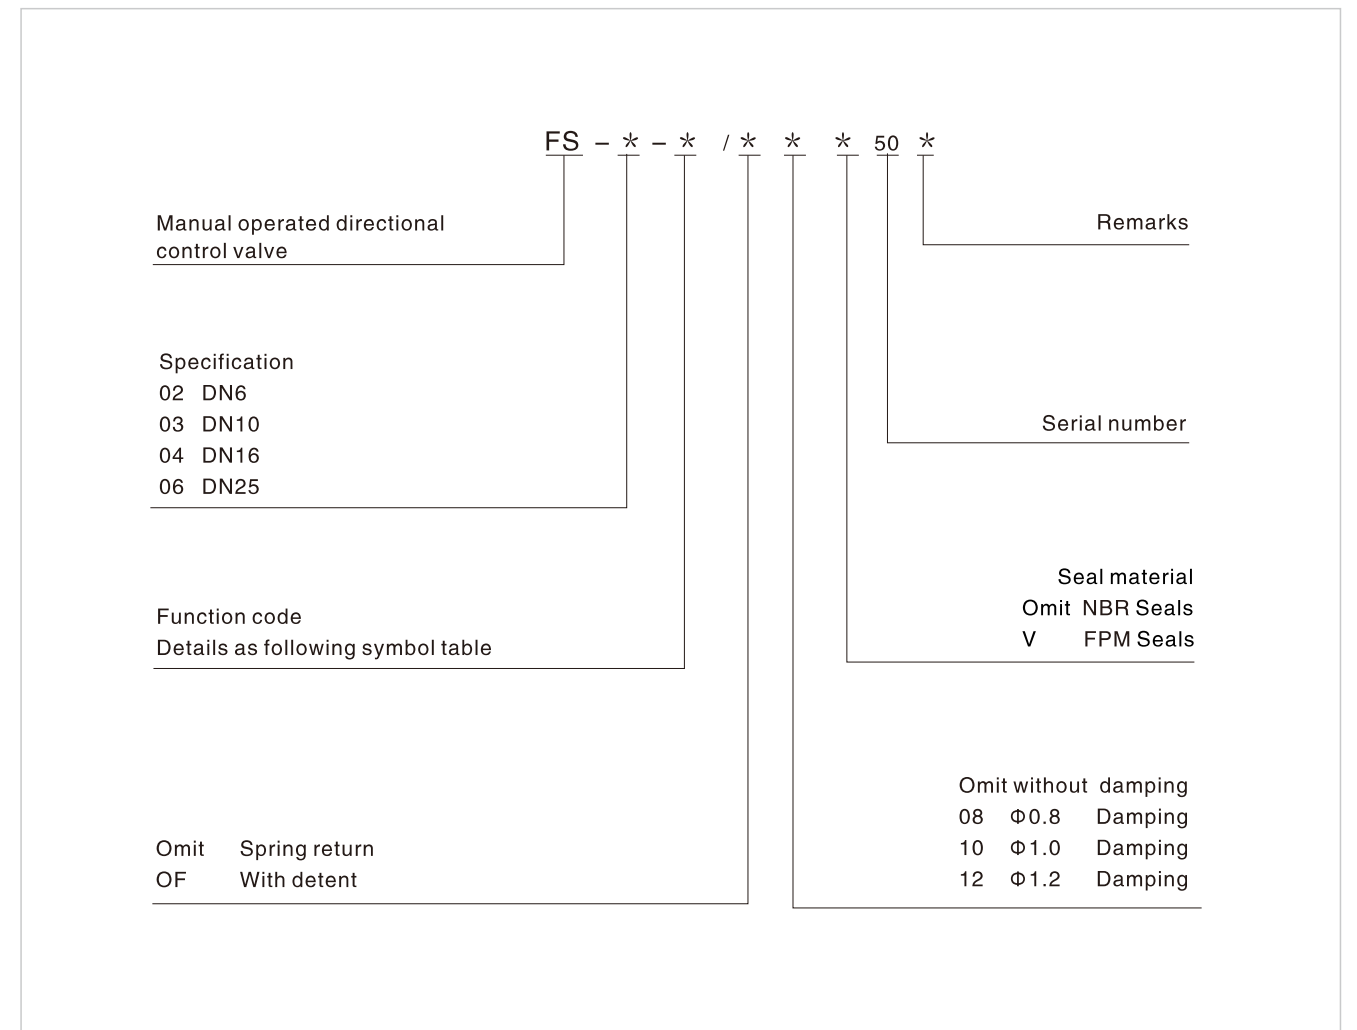 FS – * – * / * * * 50 *
Manual operated directional
control valve
Remarks
Specification
02 DN6
03 DN10
04 DN16
06 DN25
Serial number
Seal material
Omit NBR Seals
V FPM Seals
Function code
Details as following symbol table
Omit without damping
08 Φ0.8 Damping
10 Φ1.0 Damping
12 Φ1.2 Damping
Omit Spring return
OF With detent